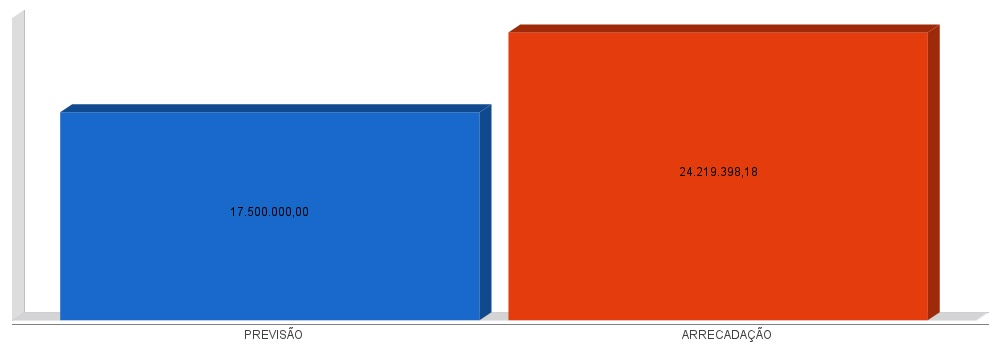 24.219.398,18
17.500.000,00
PREVISÃO ARRECADAÇÃO